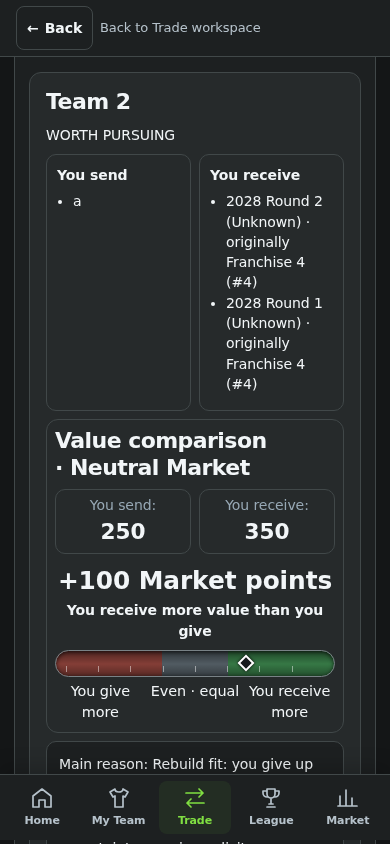 ← Back
Back to Trade workspace
Team 2
WORTH PURSUING
You send
• a
You receive
• 2028 Round 2
(Unknown) ·
originally
Franchise 4
(#4)
• 2028 Round 1
(Unknown) ·
originally
Franchise 4
(#4)
Value comparison
· Neutral Market
You send:
250
You receive:
350
+100 Market points
You receive more value than you
give
You give
more
Even · equal
You receive
more
Main reason: Rebuild fit: you give up
Home
My Team
Trade
League
Market